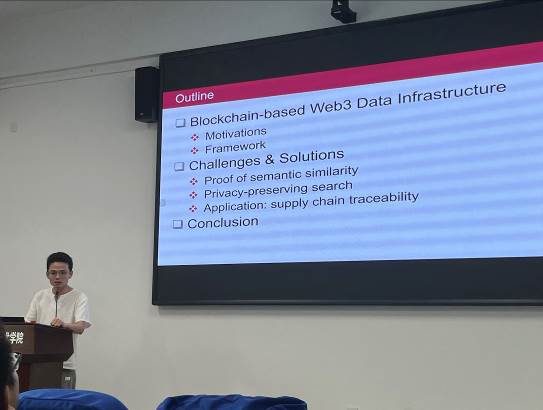 Outline
Blockchain-based Web3 Data Infrastructure
Motivations
Framework
Challenges & Solutions
Proof of semantic similarity
Privacy-preserving search
Application: supply chain traceability
Conclusion
学院